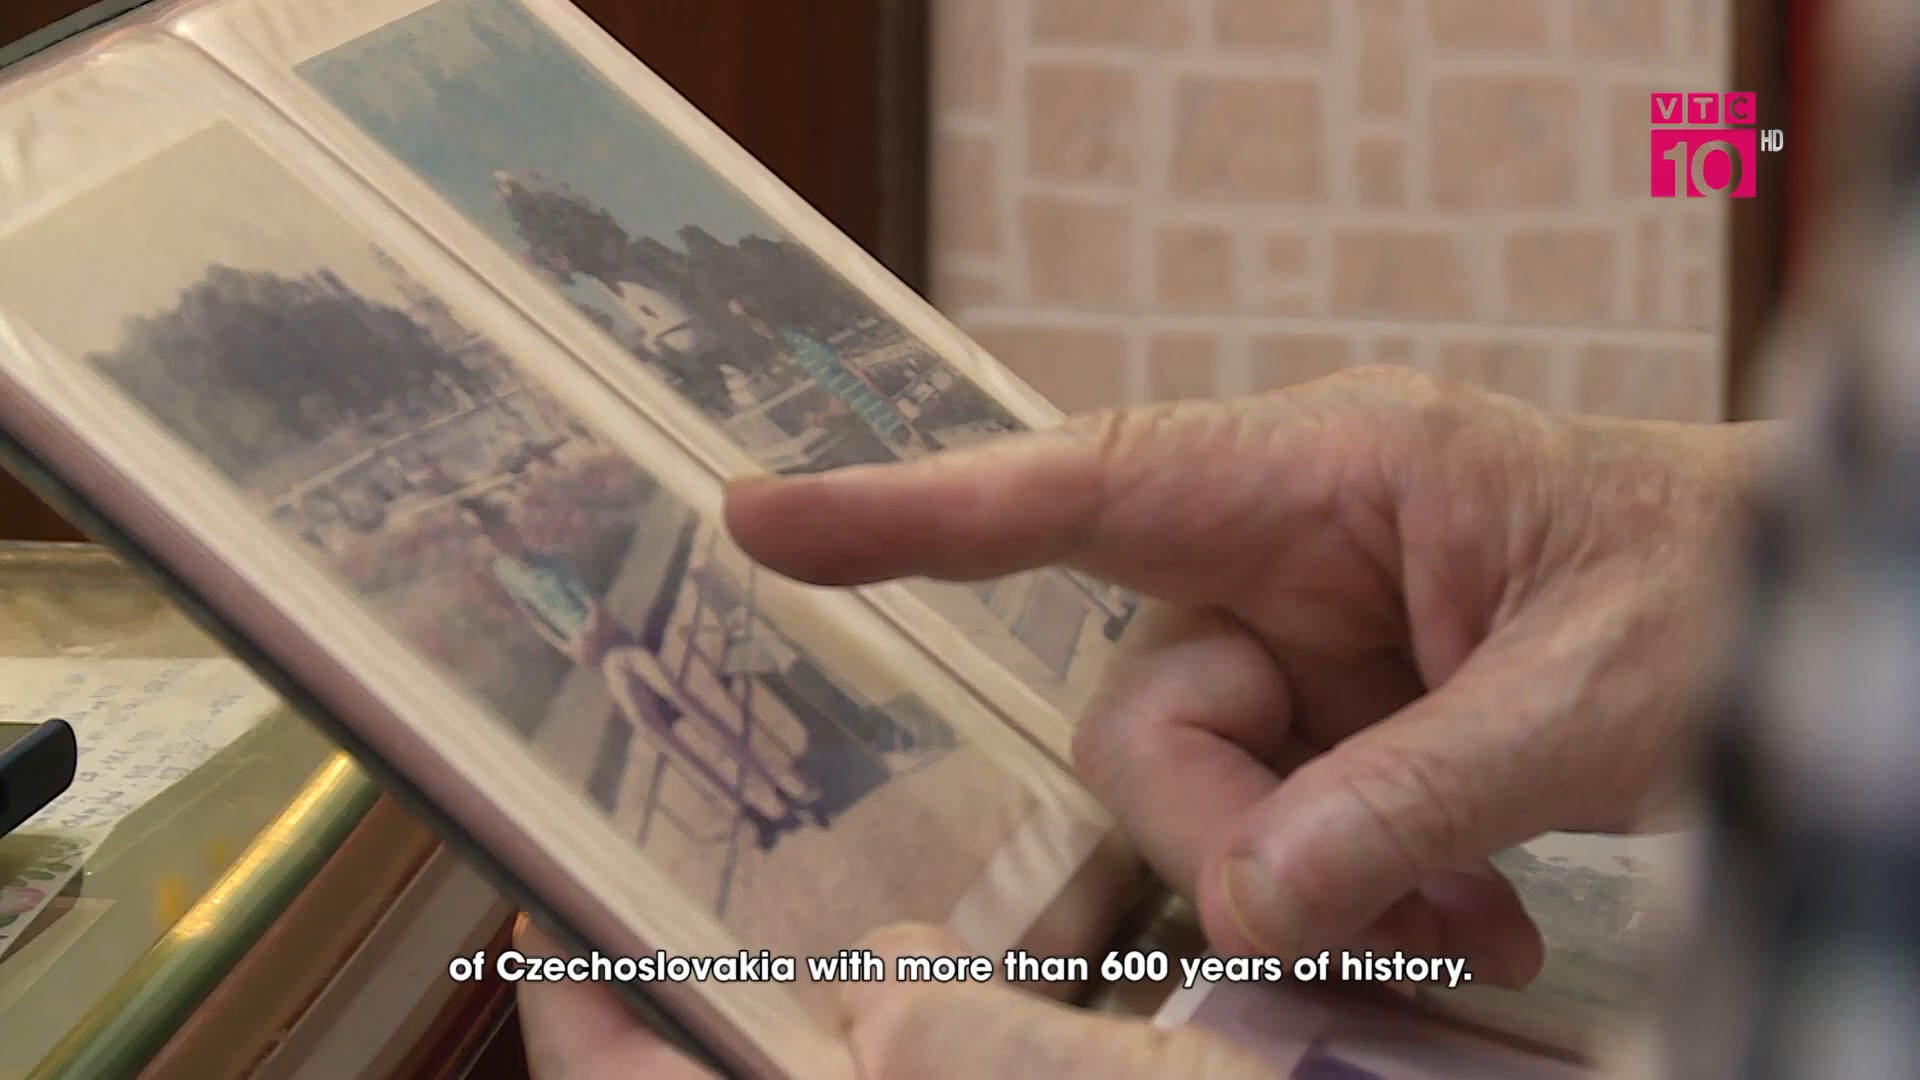 VTC
10 HD
of Czechoslovakia with more than 600 years of history.